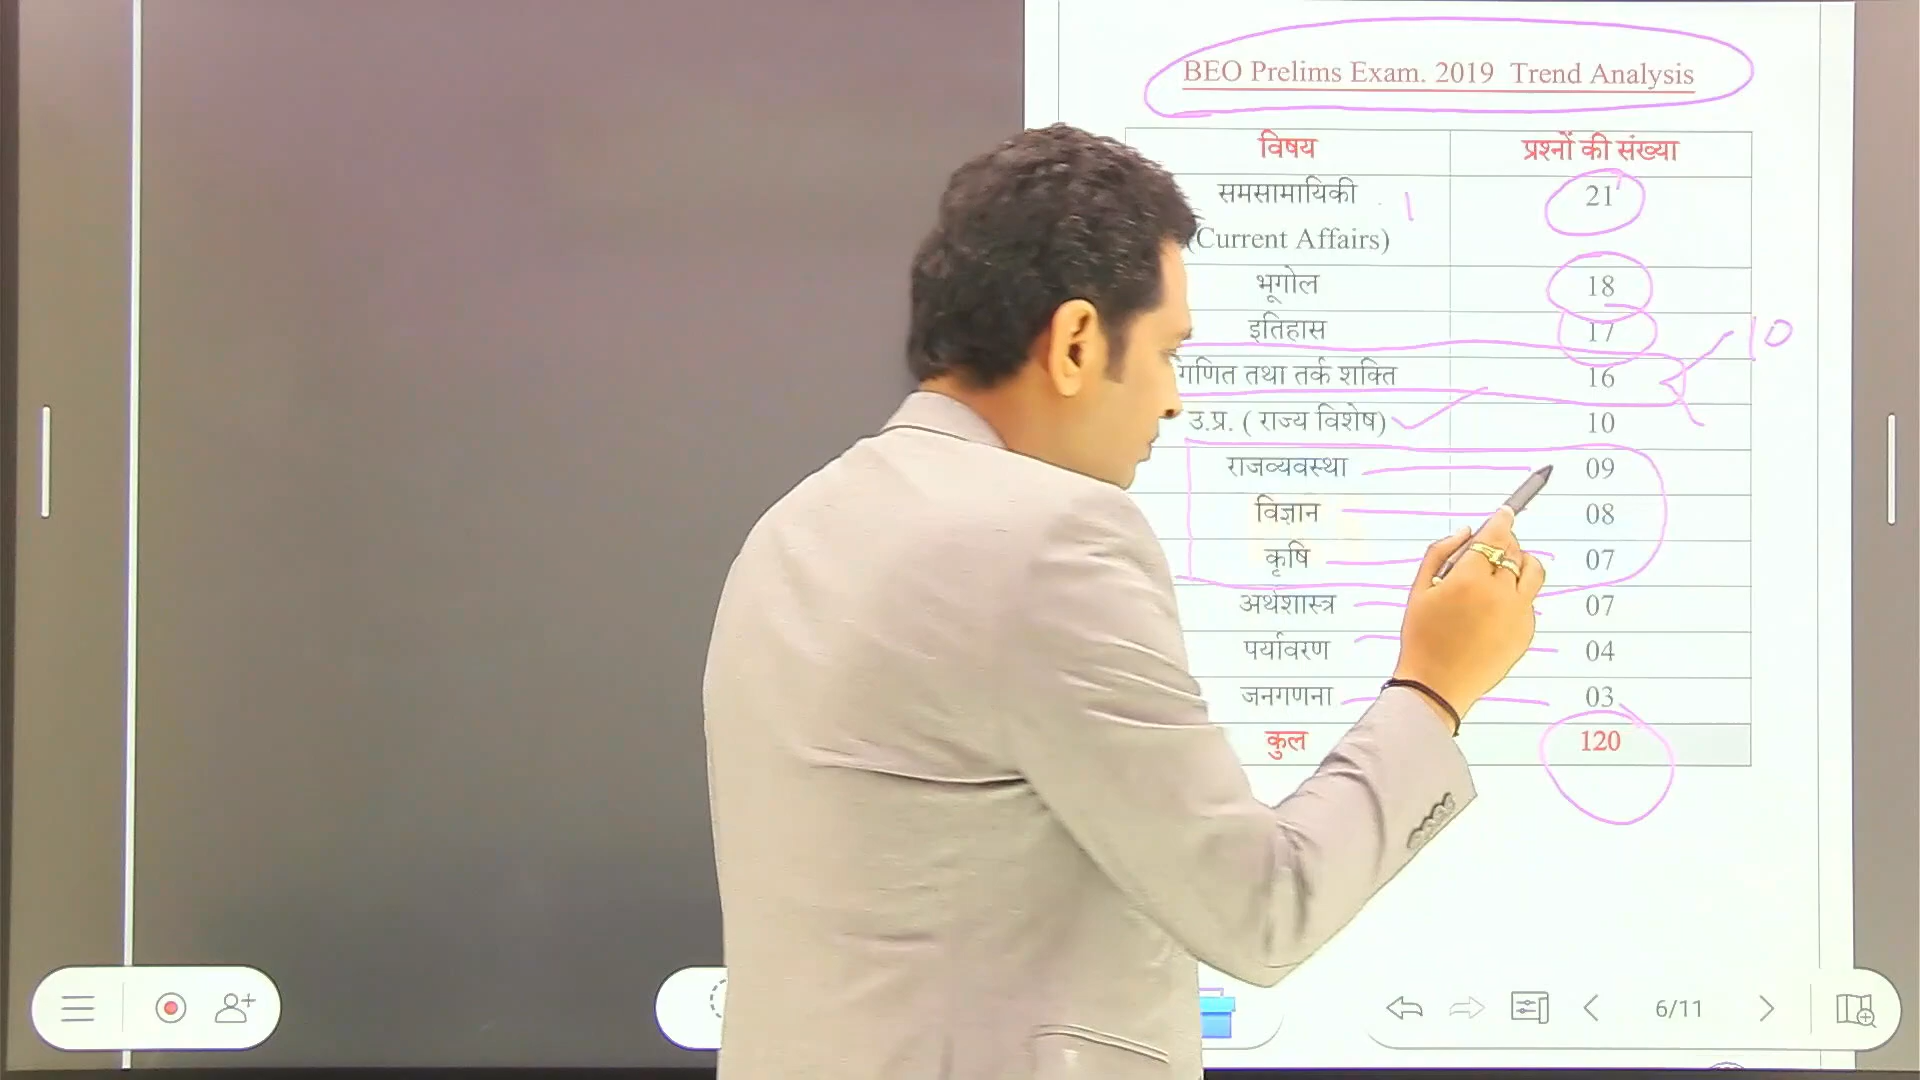 BEO Prelims Exam. 2019 Trend Analysis
विषय प्रश्नों की संख्या
समसामायिकी 21
(Current Affairs)
भूगोल 18
इतिहास 17
10
गणित तथा तर्क शक्ति 16
उ.प्र. ( राज्य विशेष) 10
राजव्यवस्था 09
विज्ञान 08
कृषि 07
अर्थशास्त्र 07
पर्यावरण 04
जनगणना 03
कुल 120
6/11